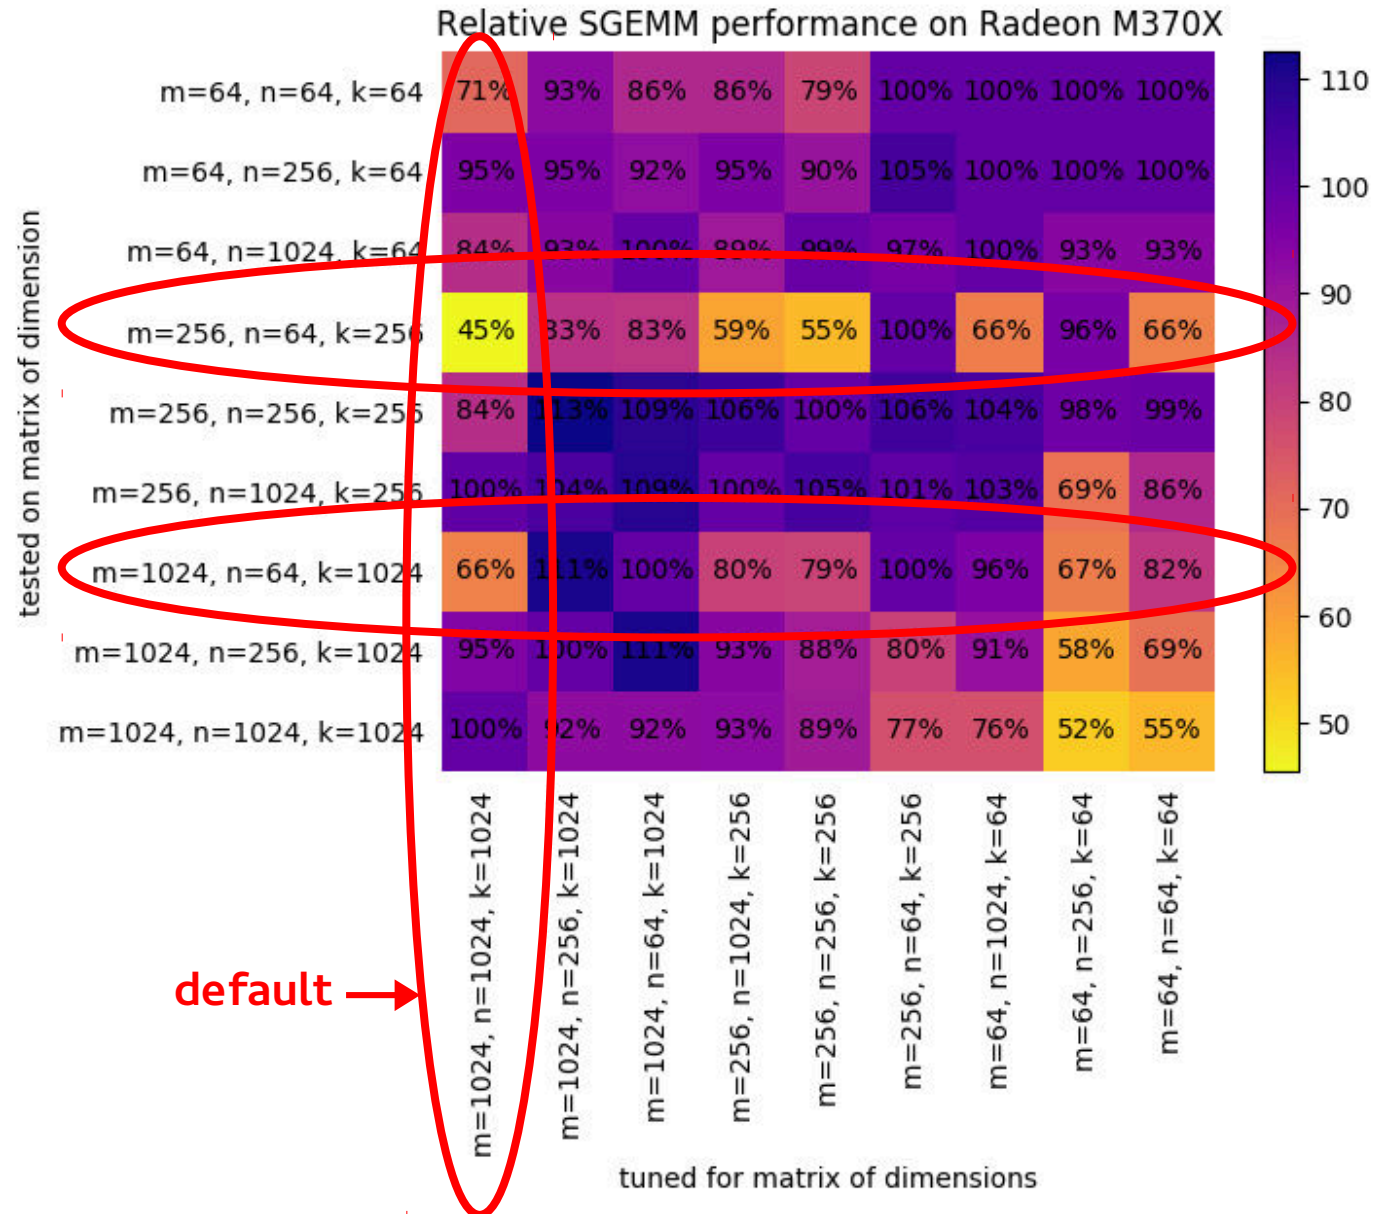 Relative SGEMM performance on Radeon M370X
tested on matrix of dimension
m=64, n=64, k=64 71% 93% 86% 86% 79% 100% 100% 100% 100%
m=64, n=256, k=64 95% 95% 92% 95% 90% 105% 100% 100% 100%
m=64, n=1024, k=64 84% 93% 100% 89% 99% 97% 100% 93% 93%
m=256, n=64, k=256 45% 83% 83% 59% 55% 100% 66% 96% 66%
m=256, n=256, k=256 84% 113% 109% 106% 100% 106% 104% 98% 99%
m=256, n=1024, k=256 100% 104% 109% 100% 105% 101% 103% 69% 86%
m=1024, n=64, k=1024 66% 111% 100% 80% 79% 100% 96% 67% 82%
m=1024, n=256, k=1024 95% 100% 111% 93% 88% 80% 91% 58% 69%
m=1024, n=1024, k=1024 100% 92% 92% 93% 89% 77% 76% 52% 55%
110
100
90
80
70
60
50
m=1024, n=1024, k=1024
m=1024, n=256, k=1024
m=1024, n=64, k=1024
m=256, n=1024, k=256
m=256, n=256, k=256
m=256, n=64, k=256
m=64, n=1024, k=64
m=64, n=256, k=64
m=64, n=64, k=64
default
tuned for matrix of dimensions